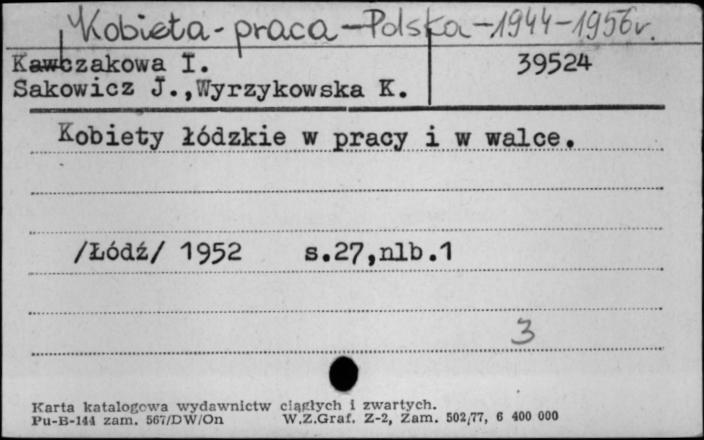 Kobieta - praca - Polska - 1944 - 1956 r.
Kawczakowa I. 39524
Sakowicz J.,Wyrzykowska K.
Kobiety łódzkie w pracy i w walce.
/Łódź/ 1952 s.27,nlb.1
3
Karta katalogowa wydawnictw ciągłych i zwartych.
Pu-B-144 zam. 567/DW/On W.Z.Graf. Z-2, Zam. 502/77, 6 400 000